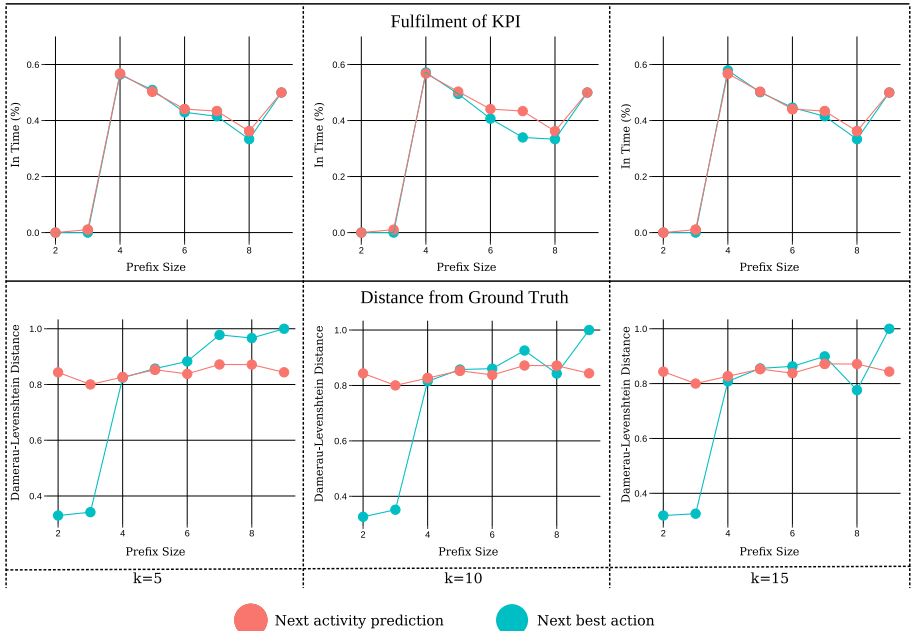 Fulfilment of KPI
In Time (%)
0.6
0.4
0.2
0.0
2 4 6 8
Prefix Size
In Time (%)
0.6
0.4
0.2
0.0
2 4 6 8
Prefix Size
In Time (%)
0.6
0.4
0.2
0.0
2 4 6 8
Prefix Size
Distance from Ground Truth
Damerau-Levenshtein Distance
1.0
0.8
0.6
0.4
2 4 6 8
Prefix Size
Damerau-Levenshtein Distance
1.0
0.8
0.6
0.4
2 4 6 8
Prefix Size
Damerau-Levenshtein Distance
1.0
0.8
0.6
0.4
2 4 6 8
Prefix Size
k=5
k=10
k=15
Next activity prediction
Next best action